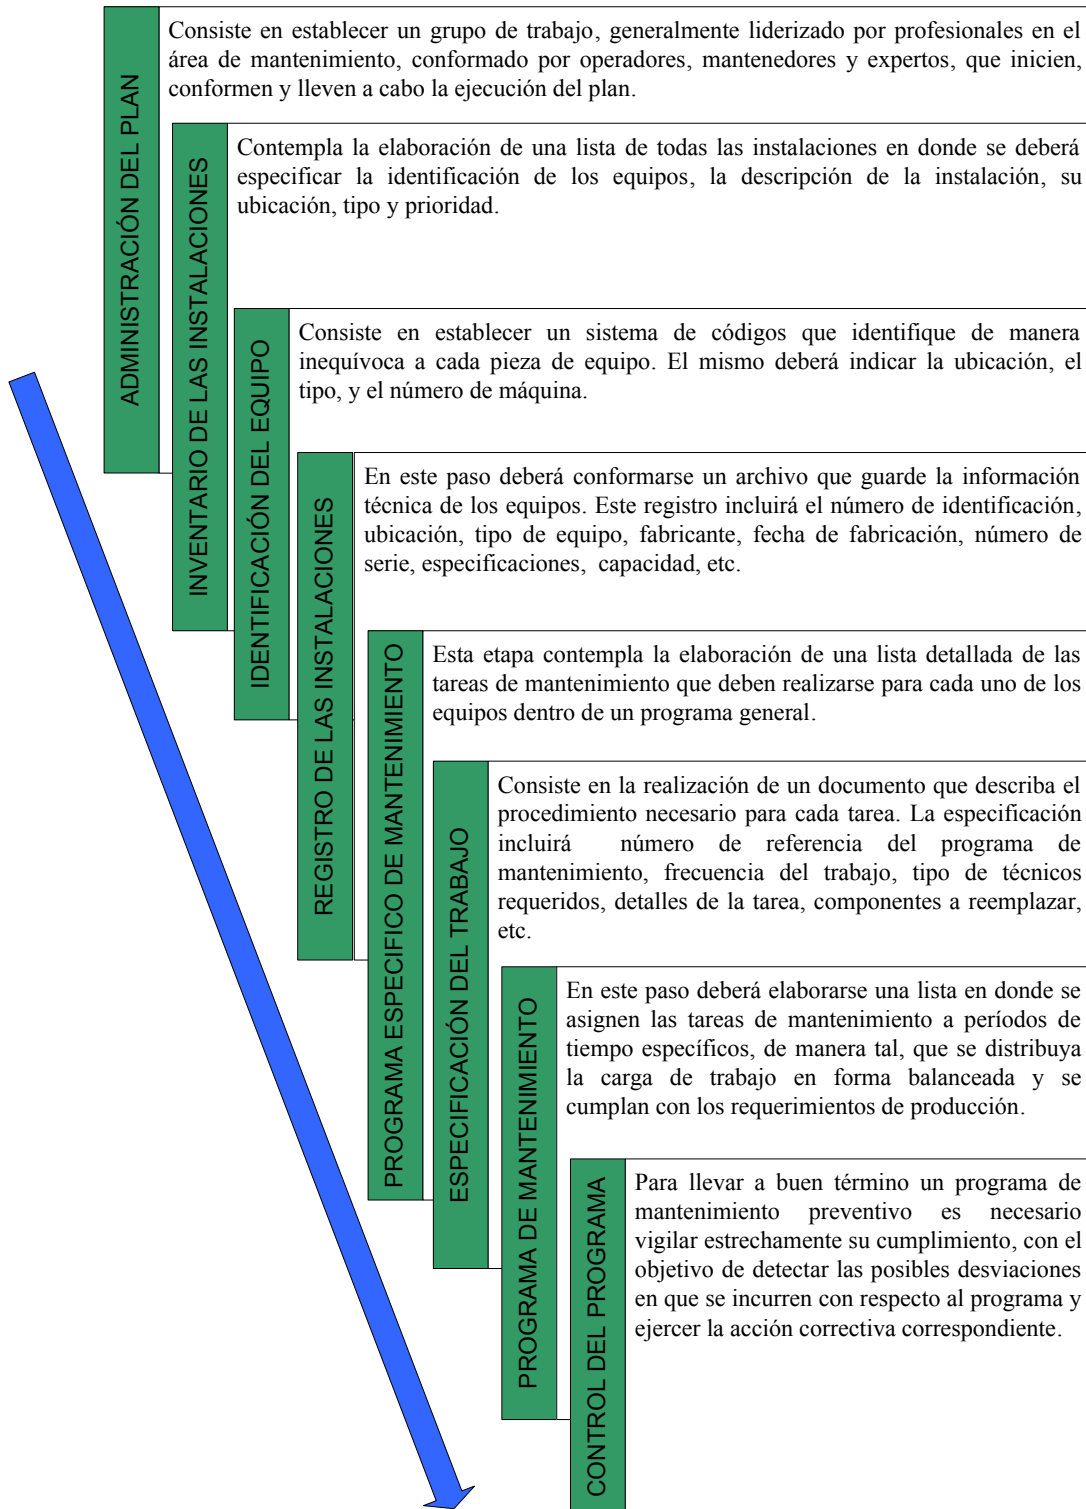 ADMINISTRACIÓN DEL PLAN
Consiste en establecer un grupo de trabajo, generalmente liderizado por profesionales en el
área de mantenimiento, conformado por operadores, mantenedores y expertos, que inicien,
conformen y lleven a cabo la ejecución del plan.
INVENTARIO DE LAS INSTALACIONES
Contempla la elaboración de una lista de todas las instalaciones en donde se deberá
especificar la identificación de los equipos, la descripción de la instalación, su
ubicación, tipo y prioridad.
IDENTIFICACIÓN DEL EQUIPO
Consiste en establecer un sistema de códigos que identifique de manera
inequívoca a cada pieza de equipo. El mismo deberá indicar la ubicación, el
tipo, y el número de máquina.
REGISTRO DE LAS INSTALACIONES
En este paso deberá conformarse un archivo que guarde la información
técnica de los equipos. Este registro incluirá el número de identificación,
ubicación, tipo de equipo, fabricante, fecha de fabricación, número de
serie, especificaciones, capacidad, etc.
PROGRAMA ESPECIFICO DE MANTENIMIENTO
Esta etapa contempla la elaboración de una lista detallada de las
tareas de mantenimiento que deben realizarse para cada uno de los
equipos dentro de un programa general.
ESPECIFICACIÓN DEL TRABAJO
Consiste en la realización de un documento que describa el
procedimiento necesario para cada tarea. La especificación
incluirá número de referencia del programa de
mantenimiento, frecuencia del trabajo, tipo de técnicos
requeridos, detalles de la tarea, componentes a reemplazar,
etc.
PROGRAMA DE MANTENIMIENTO
En este paso deberá elaborarse una lista en donde se
asignen las tareas de mantenimiento a períodos de
tiempo específicos, de manera tal, que se distribuya
la carga de trabajo en forma balanceada y se
cumplan con los requerimientos de producción.
CONTROL DEL PROGRAMA
Para llevar a buen término un programa de
mantenimiento preventivo es necesario
vigilar estrechamente su cumplimiento, con el
objetivo de detectar las posibles desviaciones
en que se incurren con respecto al programa y
ejercer la acción correctiva correspondiente.